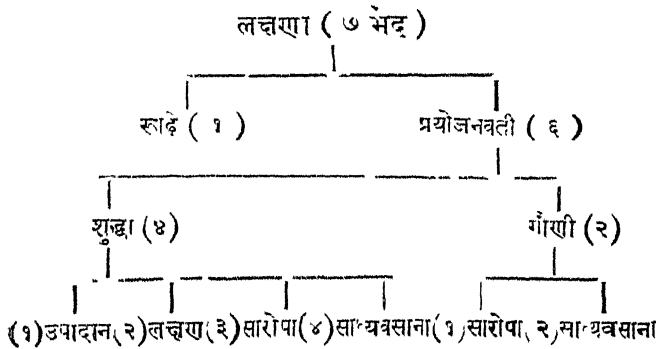 लक्षणा ( ७ भेद )
रूढ़ि ( १ ) प्रयोजनवती ( ६ )
शुद्धा (४) गौणी (२)
(१)उपादान(२)लक्षण(३)सारोपा(४)साध्यवसाना(१)सारोपा(२)साध्यवसाना